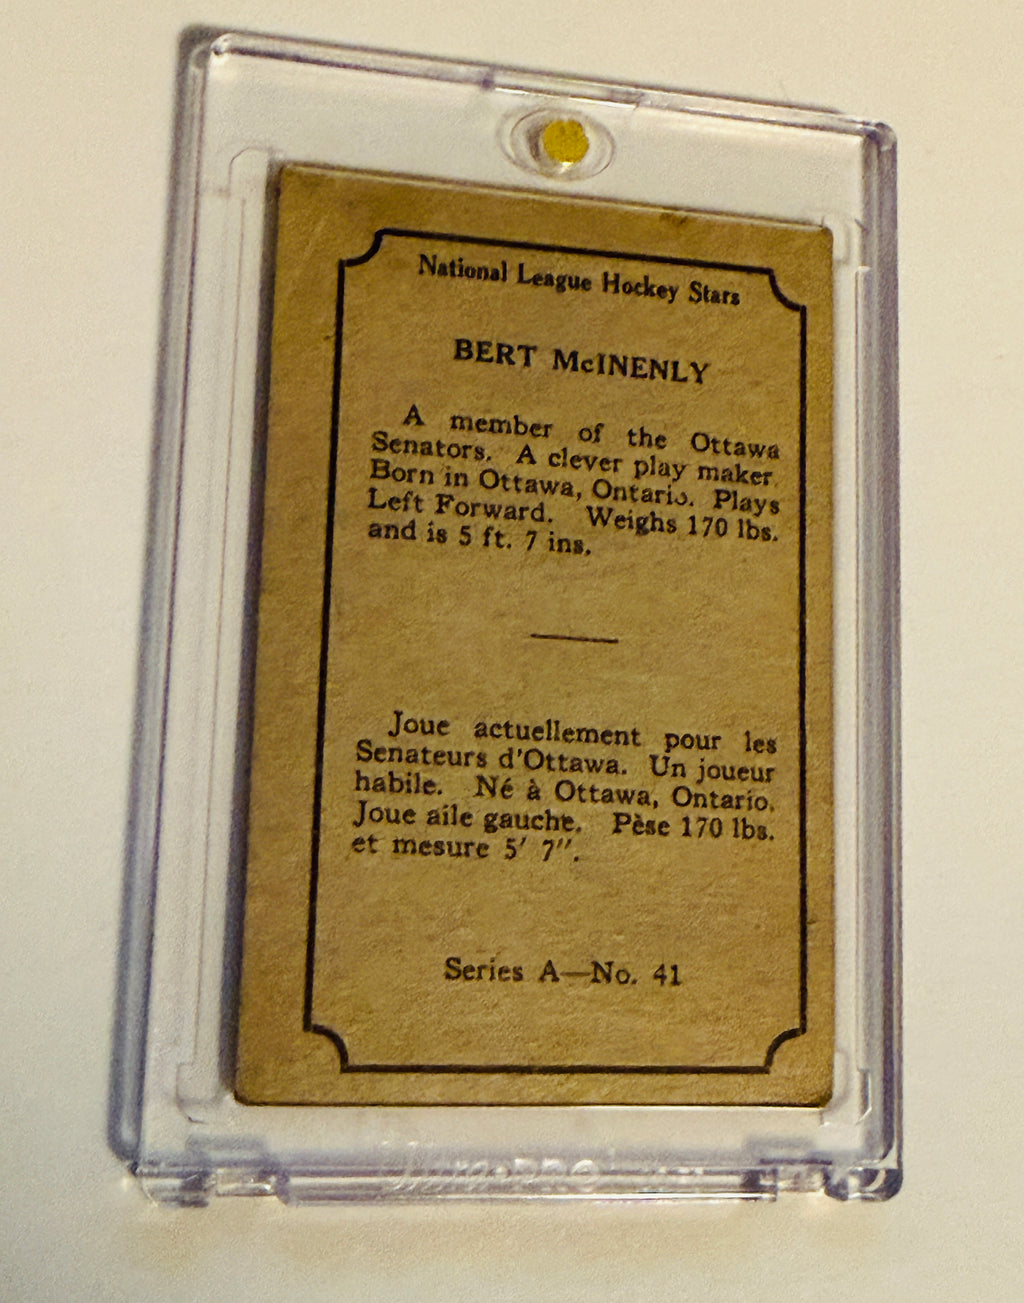 National League Hockey Stars
BERT McINENLY
A member of the Ottawa
Senators. A clever play maker.
Born in Ottawa, Ontario. Plays
Left Forward. Weighs 170 lbs.
and is 5 ft. 7 ins.
Joue actuellement pour les
Senateurs d'Ottawa. Un joueur
habile. Né à Ottawa, Ontario.
Joue aile gauche. Pèse 170 lbs.
et mesure 5' 7".
Series A—No. 41